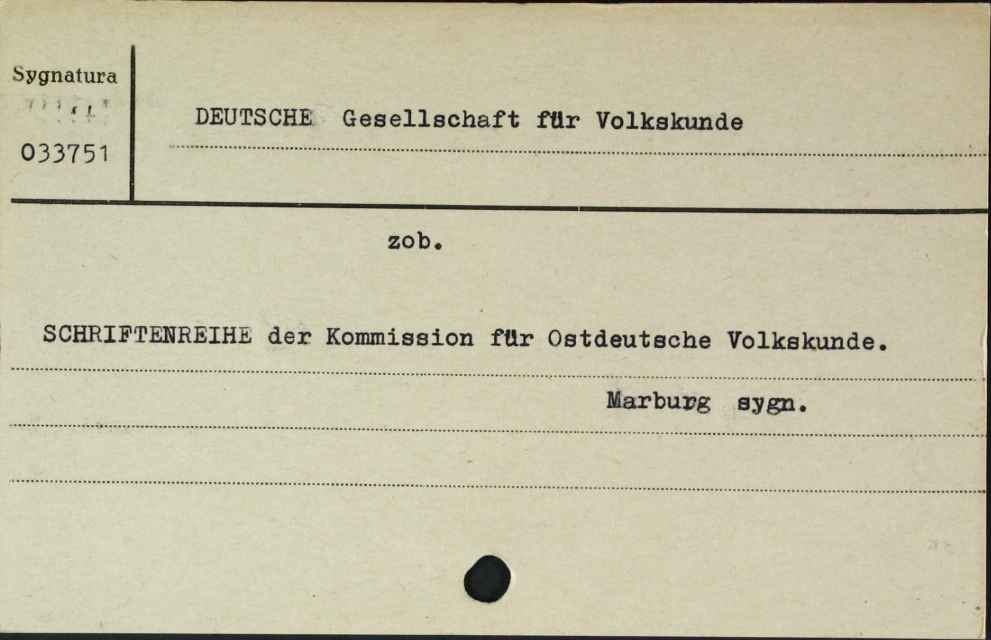 Sygnatura
033751
DEUTSCHE Gesellschaft für Volkskunde
zob.
SCHRIFTENREIHE der Kommission für Ostdeutsche Volkskunde.
Marburg sygn.